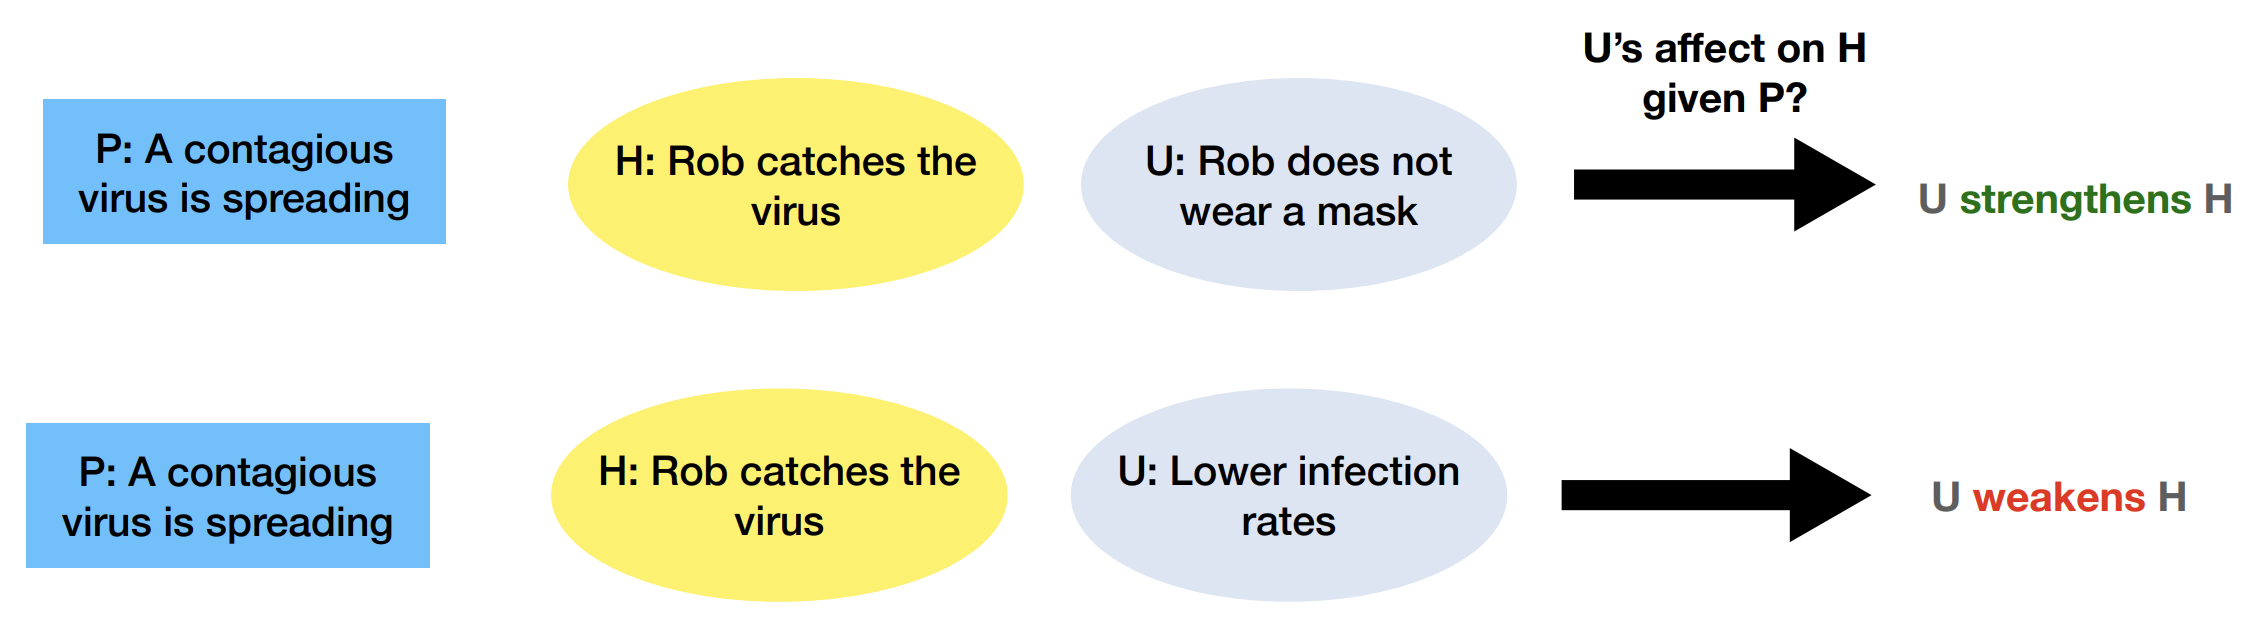 U’s affect on H
given P?
P: A contagious
virus is spreading
H: Rob catches the
virus
U: Rob does not
wear a mask
U strengthens H
P: A contagious
virus is spreading
H: Rob catches the
virus
U: Lower infection
rates
U weakens H